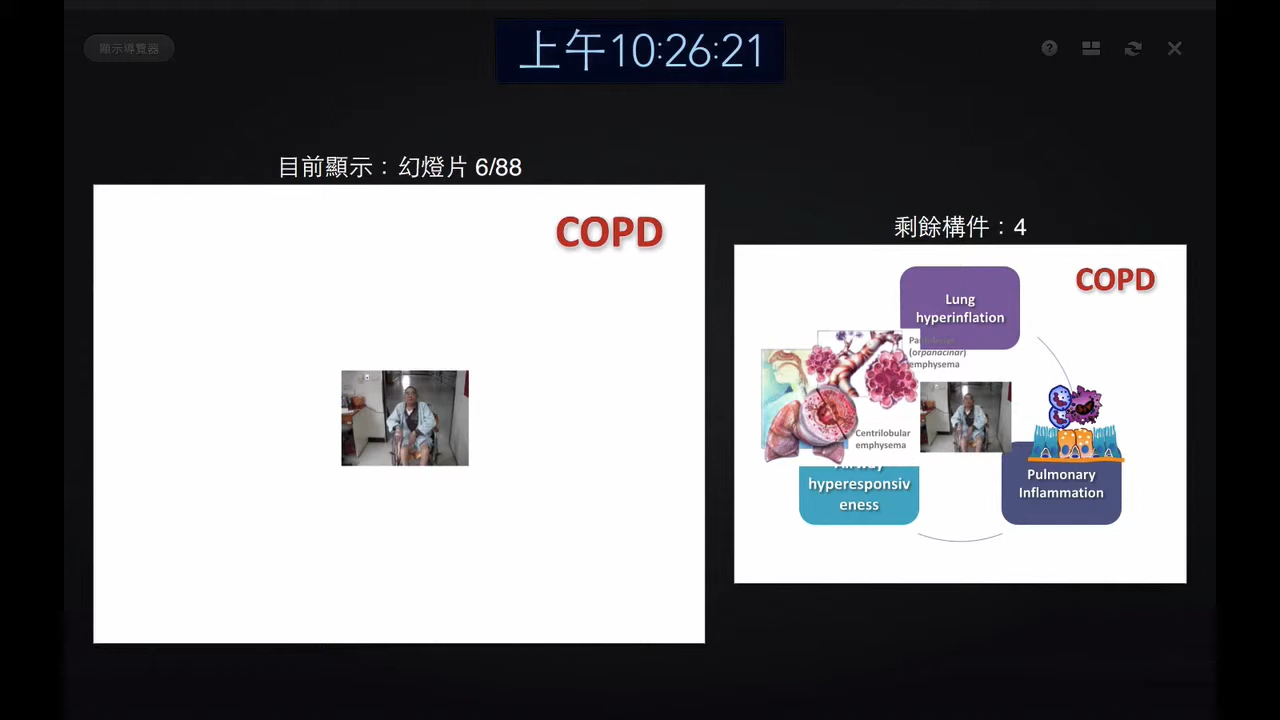 顯示導覽器
上午10:26:21
目前顯示：幻燈片 6/88
COPD
剩餘構件：4
COPD
Lung
hyperinflation
(orpanacinar)
emphysema
Centrilobular
emphysema
hyperresponsiv
eness
Pulmonary
Inflammation